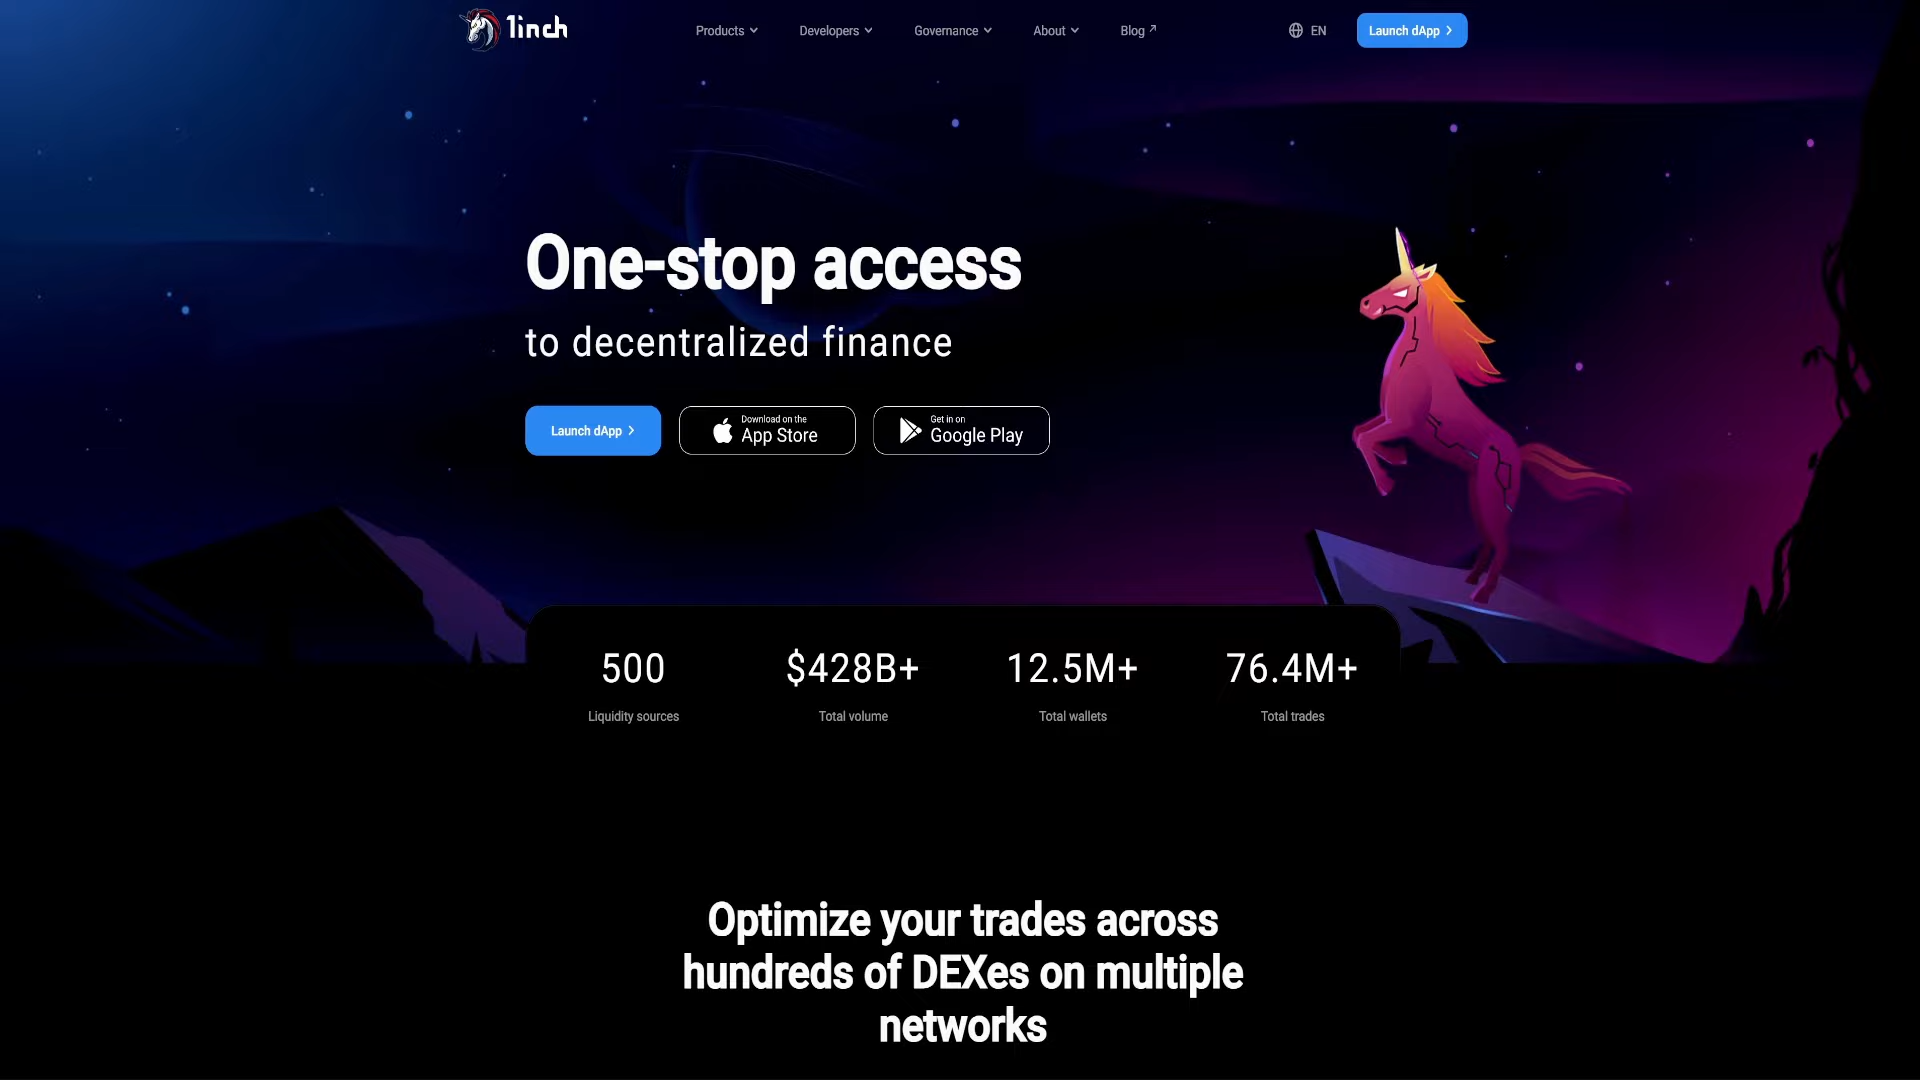 1inch
Products
Developers
Governance
About
Blog
EN
Launch dApp
One-stop access
to decentralized finance
Launch dApp
Download on the
App Store
Get in on
Google Play
500
Liquidity sources
$428B+
Total volume
12.5M+
Total wallets
76.4M+
Total trades
Optimize your trades across
hundreds of DEXes on multiple
networks